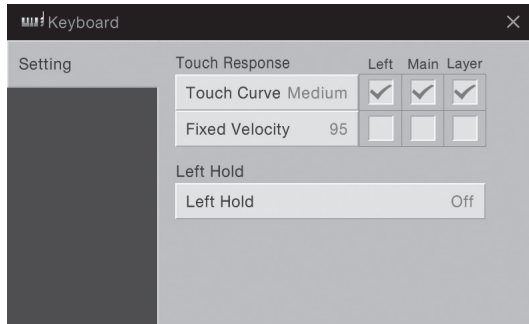 Keyboard
Setting
Touch Response Left Main Layer
Touch Curve Medium
Fixed Velocity 95
Left Hold
Left Hold Off